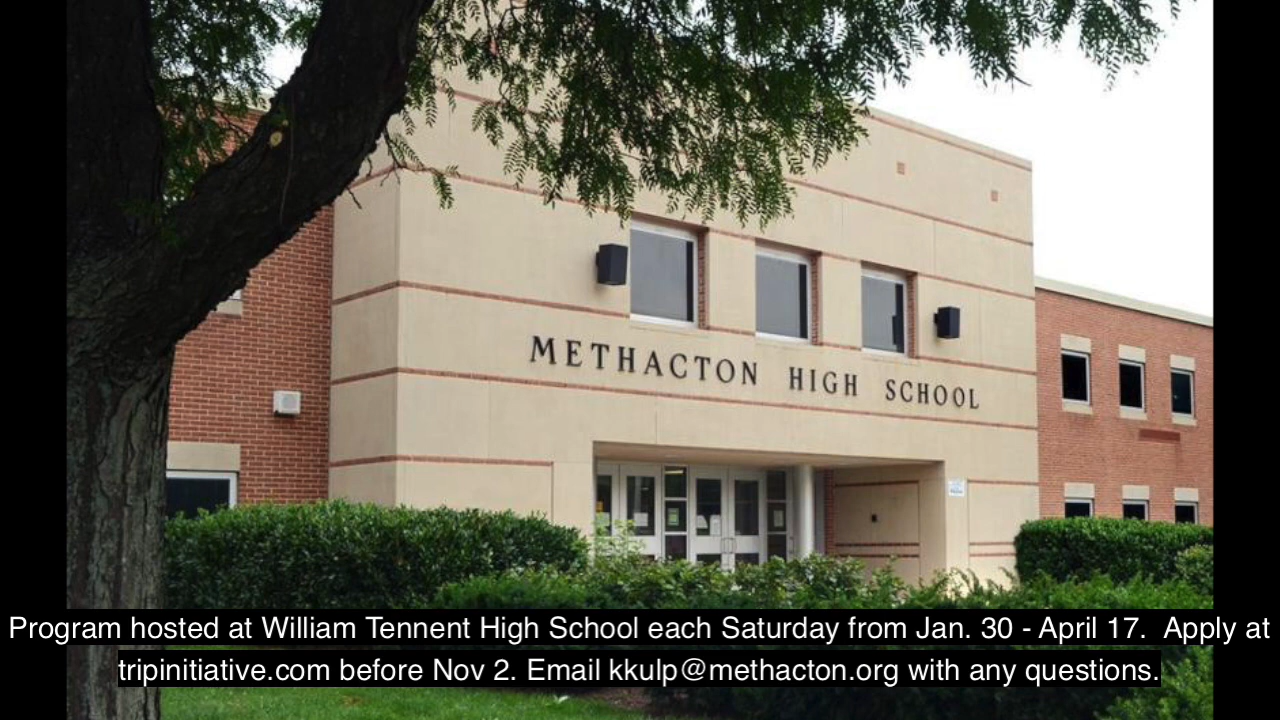 METHACTON HIGH SCHOOL
Program hosted at William Tennent High School each Saturday from Jan. 30 - April 17.  Apply at
tripinitiative.com before Nov 2. Email kkulp@methacton.org with any questions.